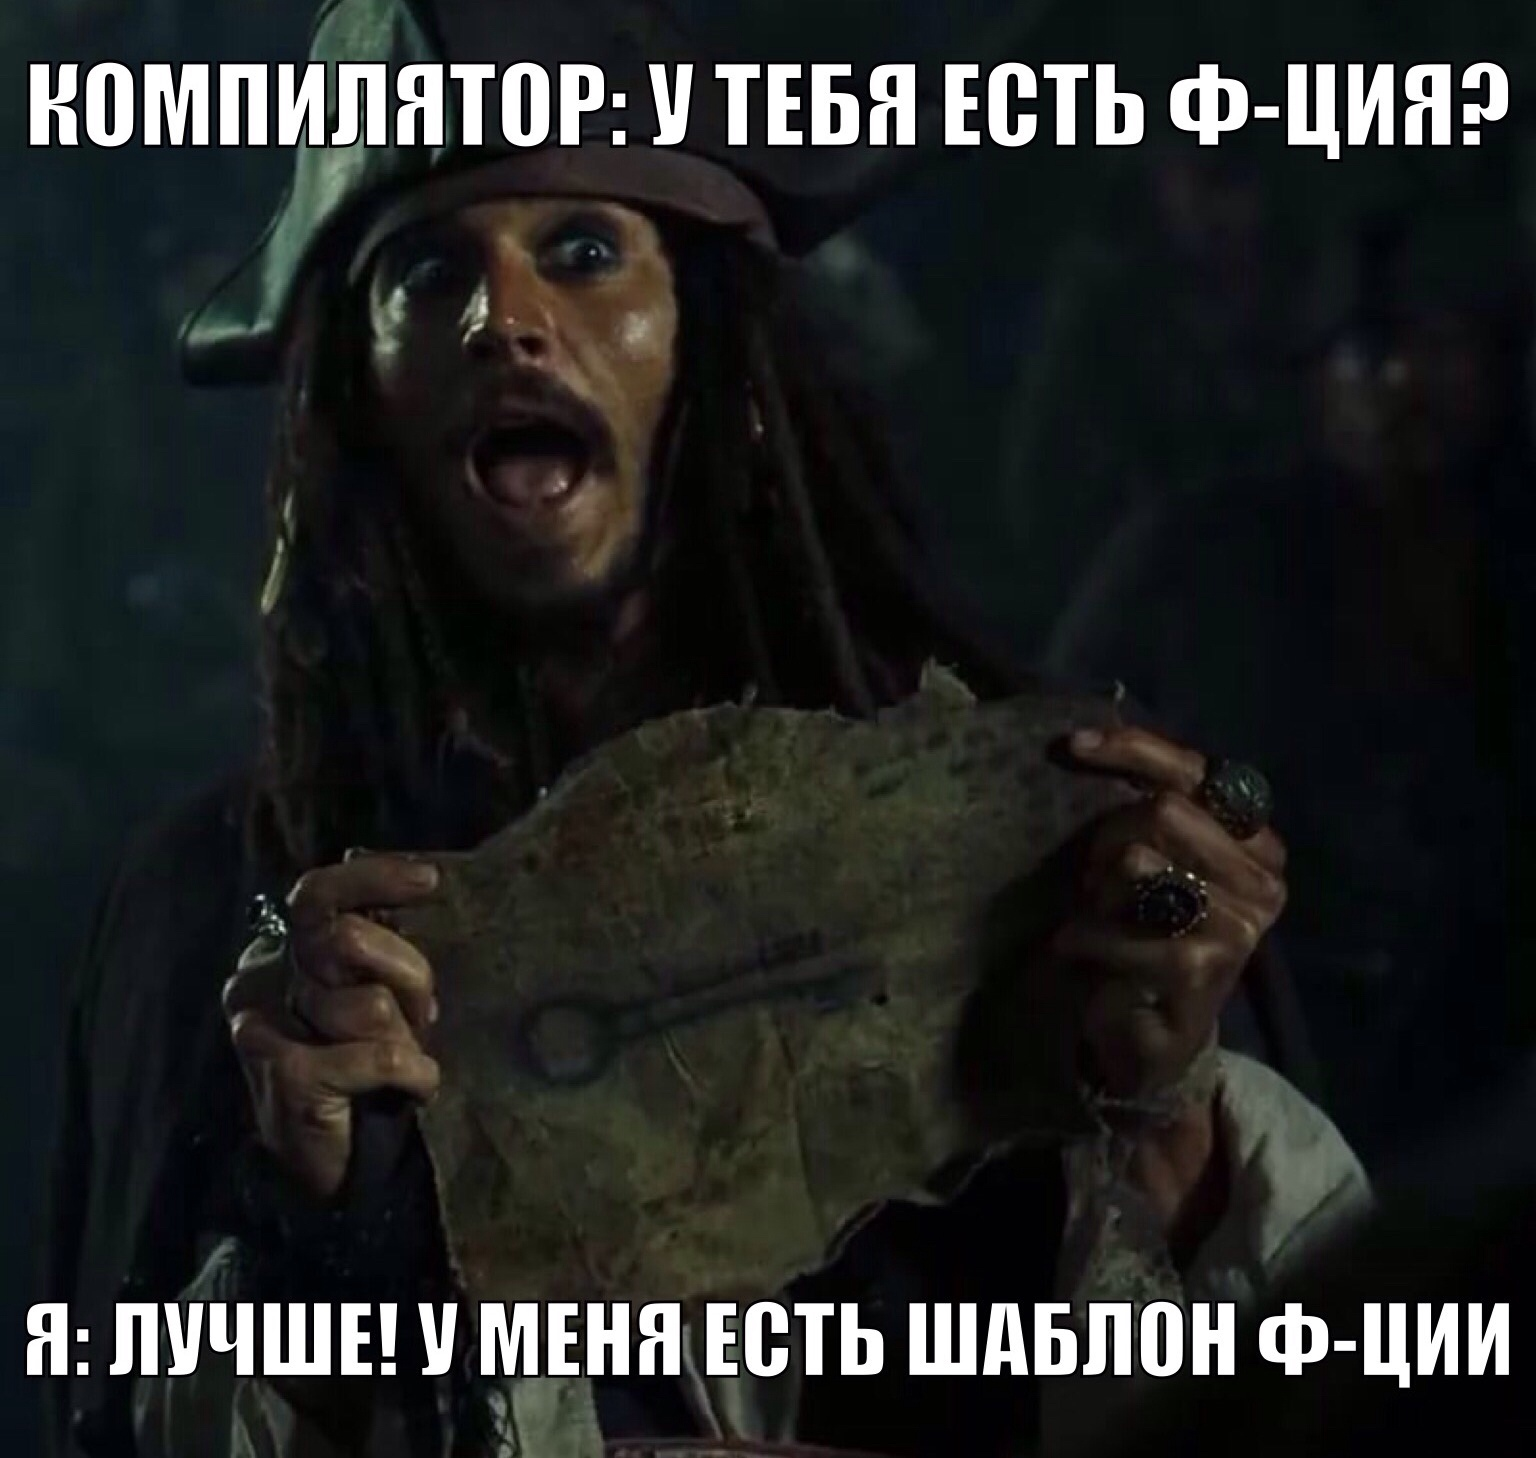 КОМПИЛЯТОР: У ТЕБЯ ЕСТЬ Ф-ЦИЯ?
Я: ЛУЧШЕ! У МЕНЯ ЕСТЬ ШАБЛОН Ф-ЦИИ